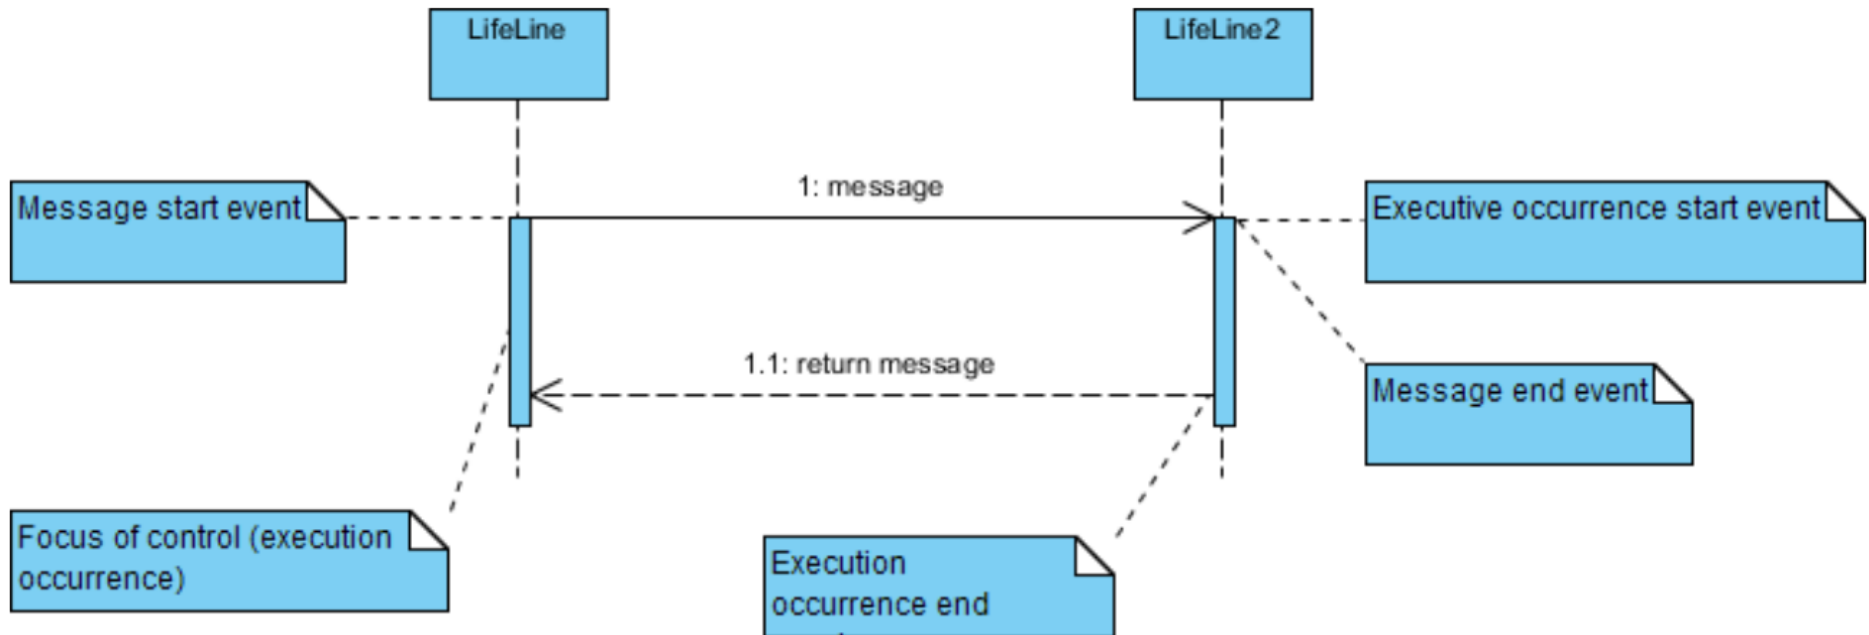 LifeLine
LifeLine2
1: message
Message start event
Executive occurrence start event
1.1: return message
Message end event
Focus of control (execution
occurrence)
Execution
occurrence end